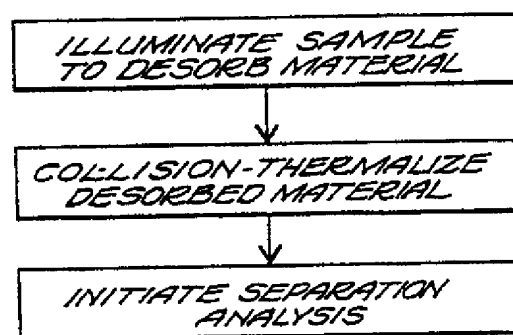 ILLUMINATE SAMPLE
TO DESORB MATERIAL
COLLISION-THERMALIZE
DESORBED MATERIAL
INITIATE SEPARATION
ANALYSIS